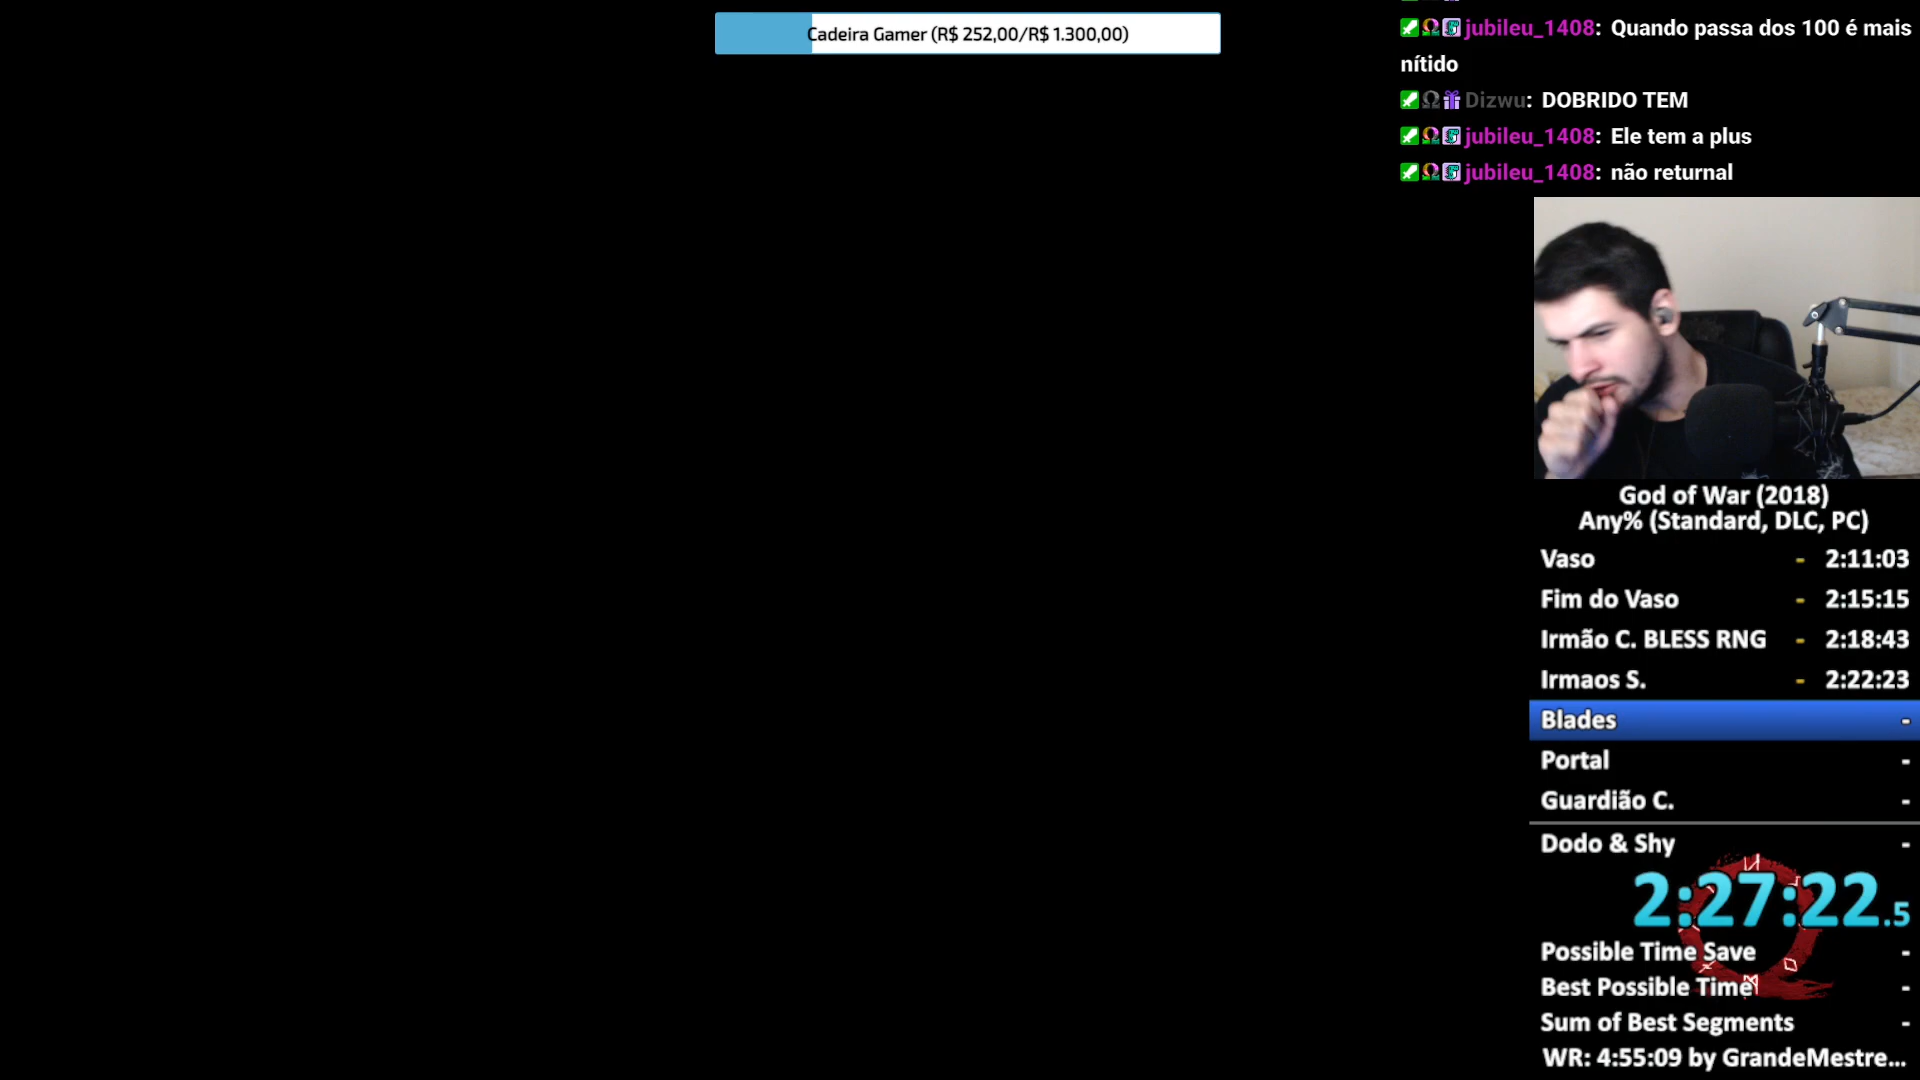 Cadeira Gamer (R$ 252,00/R$ 1.300,00)
jubileu_1408: Quando passa dos 100 é mais
nítido
Dizwu: DOBRIDO TEM
jubileu_1408: Ele tem a plus
jubileu_1408: não returnal
God of War (2018)
Any% (Standard, DLC, PC)
Vaso - 2:11:03
Fim do Vaso - 2:15:15
Irmão C. BLESS RNG - 2:18:43
Irmaos S. - 2:22:23
Blades -
Portal -
Guardião C. -
Dodo & Shy -
2:27:22.5
Possible Time Save -
Best Possible Time -
Sum of Best Segments -
WR: 4:55:09 by GrandeMestre...